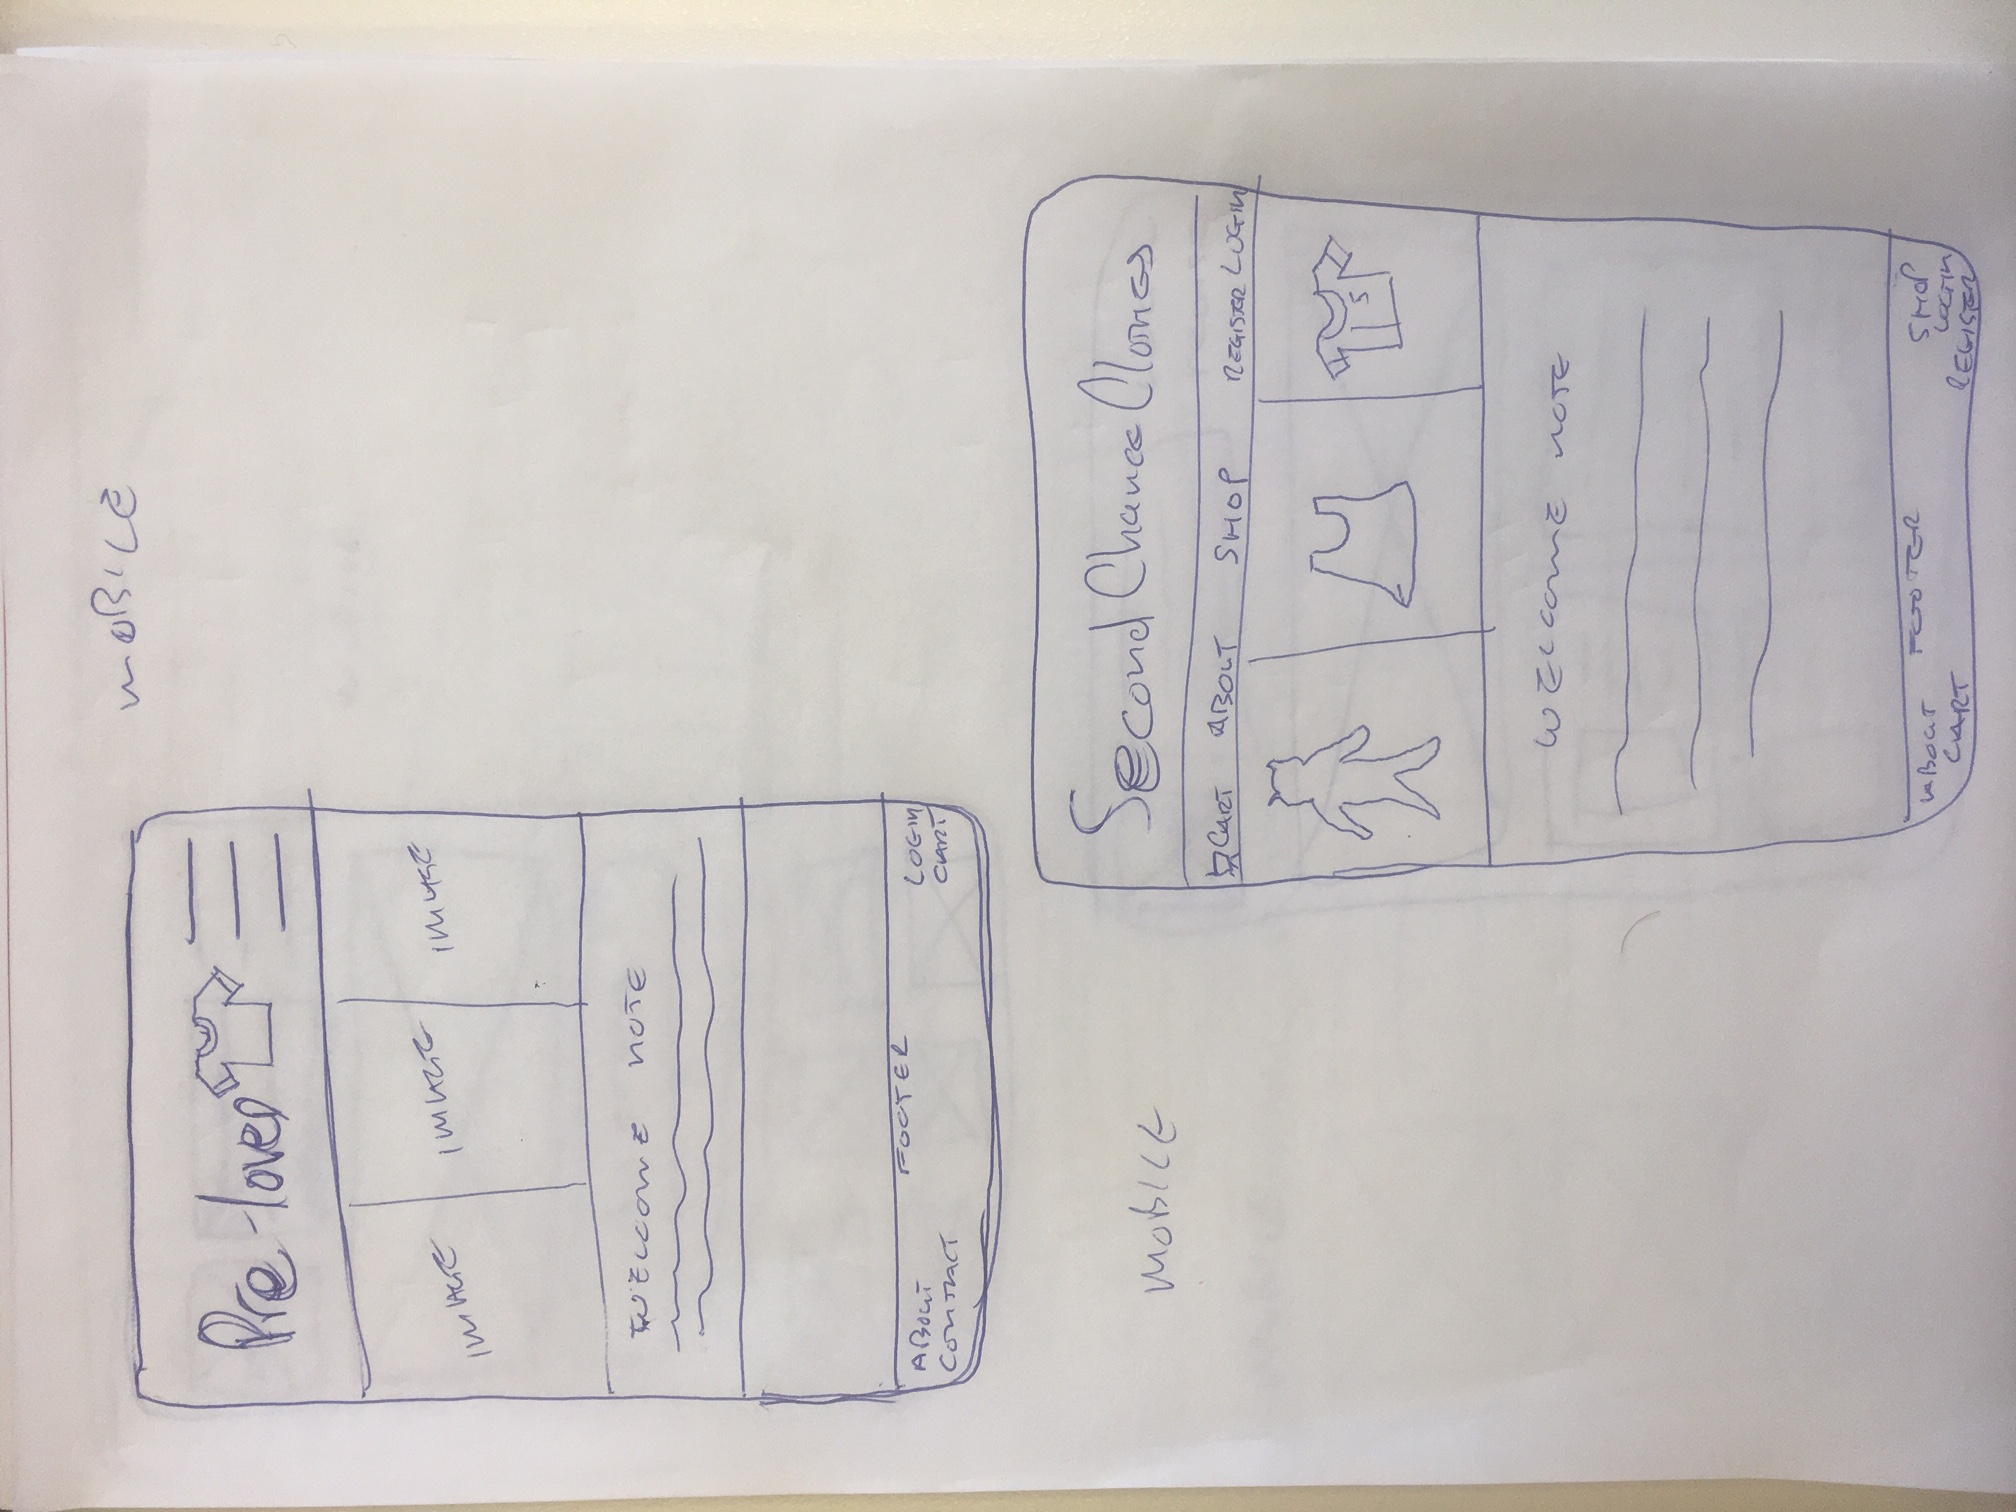 MOBILE
Pre-loved
IMAGE IMAGE IMAGE
WELCOME NOTE
FOOTER
ABOUT LOGIN
CONTACT CART
MOBILE
Second Chance Clothes
CART ABOUT SHOP REGISTER LOGIN
S
WELCOME NOTE
ABOUT FOOTER SHOP
LOGIN
CART REGISTER